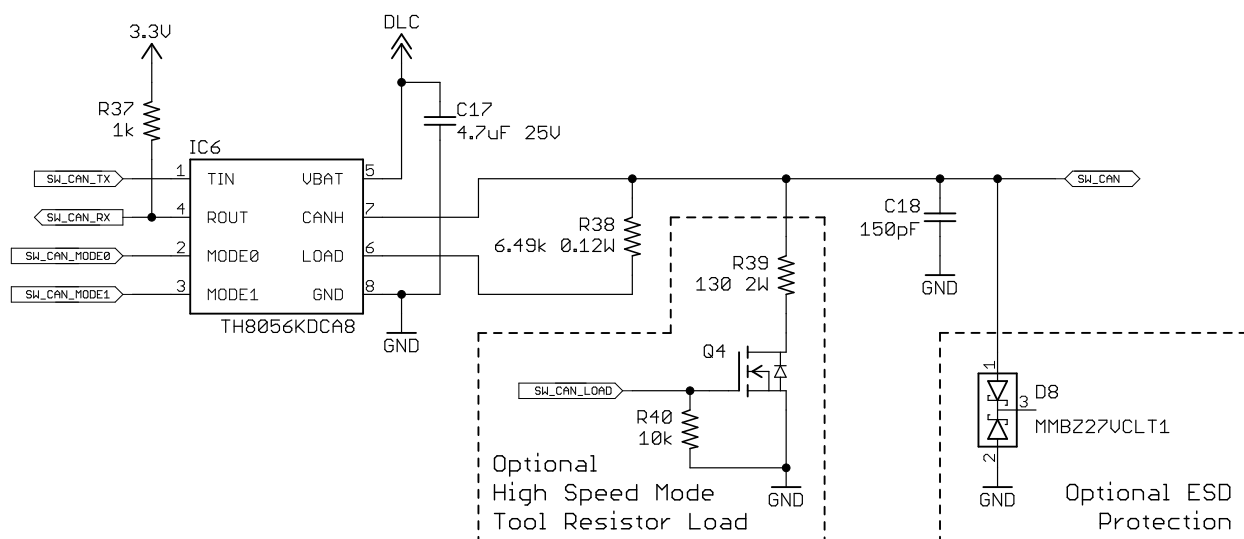 DLC
3.3V
R37
1k
C17
4.7uF 25V
IC6
SW_CAN_TX
1
TIN
VBAT
5
SW_CAN
SW_CAN_RX
4
ROUT
CANH
7
R38
6.49k 0.12W
C18
150pF
SW_CAN_MODE0
2
MODE0
LOAD
6
R39
130 2W
SW_CAN_MODE1
3
MODE1
GND
8
GND
TH8056KDCA8
GND
Q4
SW_CAN_LOAD
R40
10k
1
D8
3
MMBZ27VCLT1
2
GND
GND
Optional
High Speed Mode
Tool Resistor Load
Optional ESD
Protection